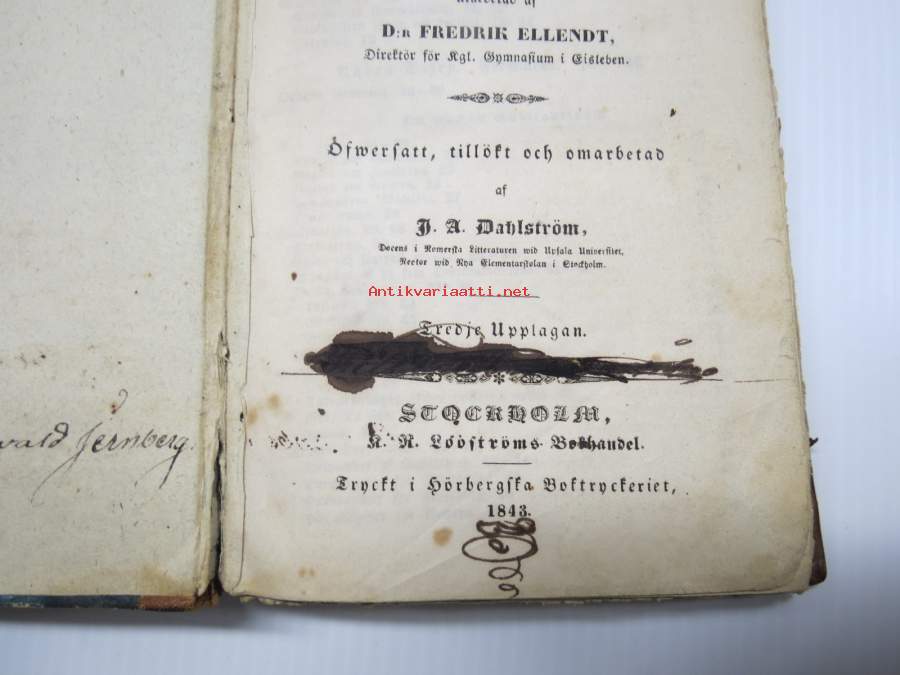 D:R FREDRIK ELLENDT,
Direktör för Kgl. Gymnasium i Eisleben.
Öfwersatt, tillökt och omarbetad
af
J. A. Dahlström,
Docens i Romerska Litteraturen wid Upsala Universitet,
Rector wid Nya Elementarskolan i Stockholm.
Antikvariaatti.net
Tredje Upplagan.
STOCKHOLM,
N. Lööströms Bokhandel.
Tryckt i Hörbergska Boktryckeriet,
1843.
Jernberg